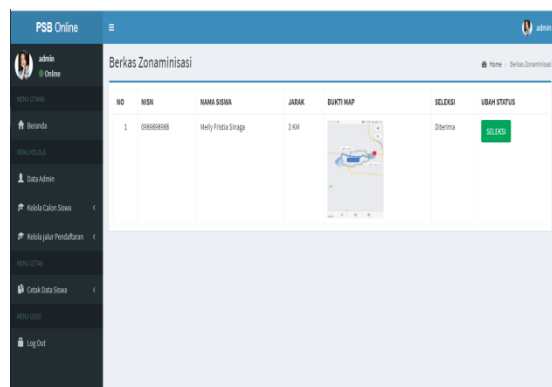 PSB Online
admin
admin
Online
Berkas Zonaminisasi
Home > Berkas Zonaminisasi
MENU UTAMA
Beranda
MENU KELOLA
Data Admin
Kelola Calon Siswa
Kelola Jalur Pendaftaran
MENU CETAK
Cetak Data Siswa
MENU USER
Log Out
NO NISN NAMA SISWA JARAK BUKTI MAP SELEKSI UBAH STATUS
1 Melly Fristia Sinaga 3 KM Diterima SELEKSI